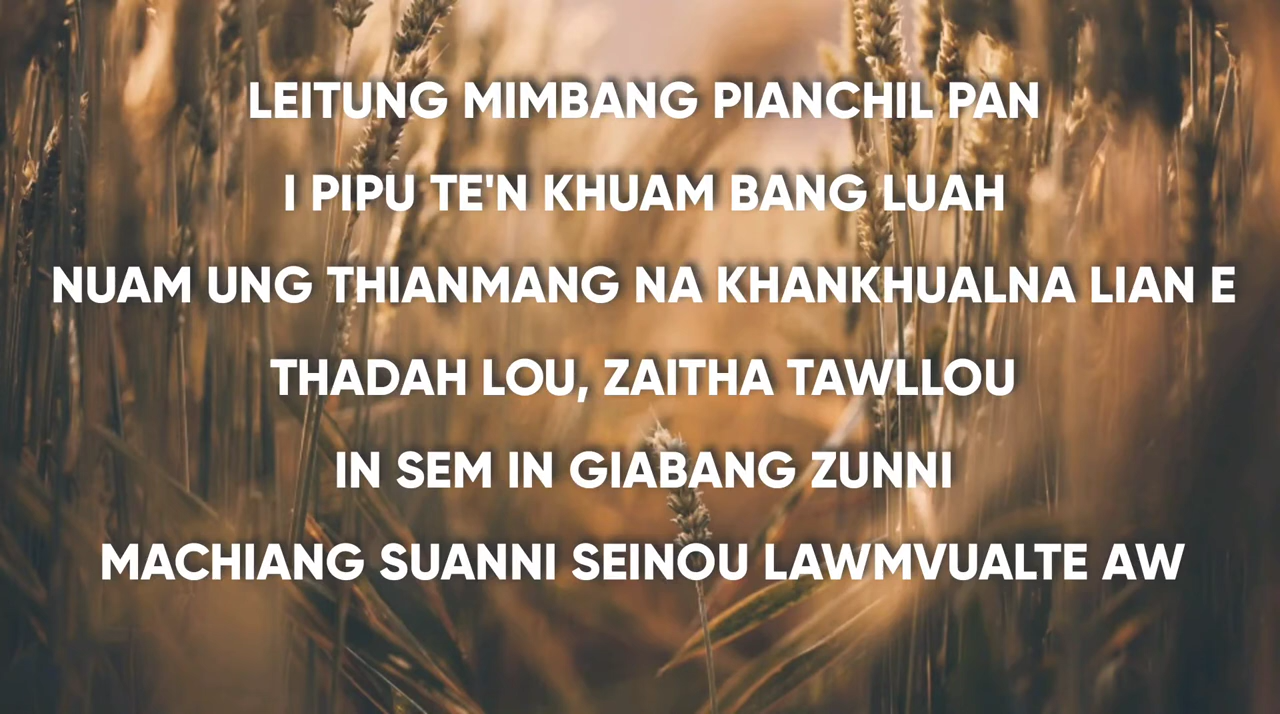 LEITUNG MIMBANG PIANCHIL PAN
I PIPU TE'N KHUAM BANG LUAH
NUAM UNG THIANMANG NA KHANKHUALNA LIAN E
THADAH LOU, ZAITHA TAWLLOU
IN SEM IN GIABANG ZUNNI
MACHIANG SUANNI SEINOU LAWMVUALTE AW